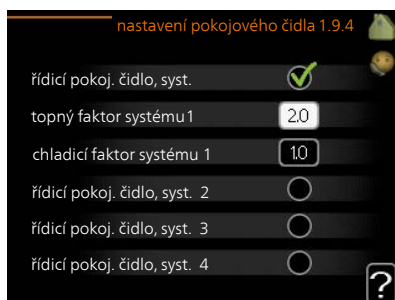 nastavení pokojového čidla 1.9.4
řídicí pokoj. čidlo, syst.
topný faktor systému 1 2.0
chladicí faktor systému 1 1.0
řídicí pokoj. čidlo, syst. 2
řídicí pokoj. čidlo, syst. 3
řídicí pokoj. čidlo, syst. 4
?